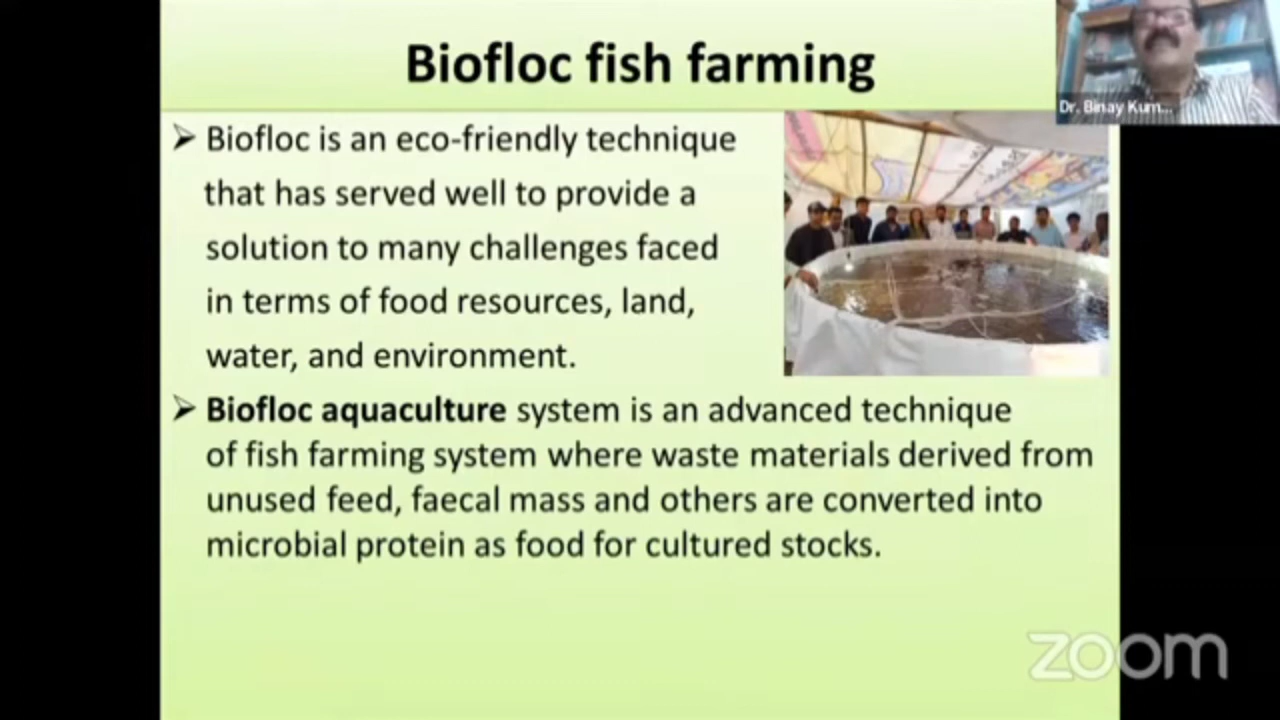 Biofloc fish farming
Dr. Binay Kum...
➢ Biofloc is an eco-friendly technique
that has served well to provide a
solution to many challenges faced
in terms of food resources, land,
water, and environment.
➢ Biofloc aquaculture system is an advanced technique
of fish farming system where waste materials derived from
unused feed, faecal mass and others are converted into
microbial protein as food for cultured stocks.
zoom